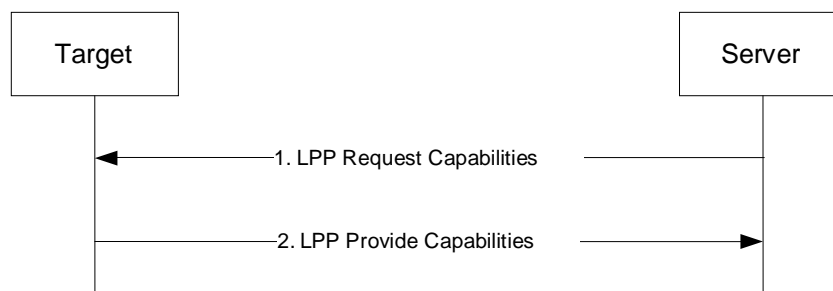 Target
Server
1. LPP Request Capabilities
2. LPP Provide Capabilities